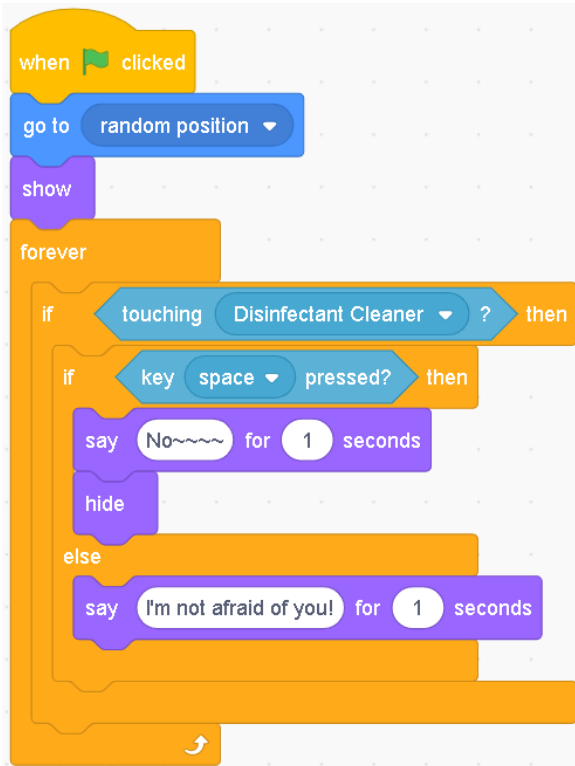 when clicked
go to random position
show
forever
if touching Disinfectant Cleaner ? then
if key space pressed? then
say No~~~~ for 1 seconds
hide
else
say I'm not afraid of you! for 1 seconds